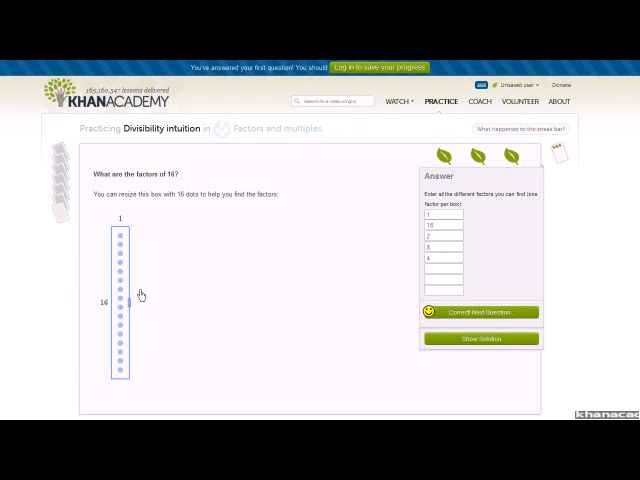 You've answered your first question! You should Log in to save your progress
165,160,547 lessons delivered
KHANACADEMY
468 Unsaved user Donate
WATCH PRACTICE COACH VOLUNTEER ABOUT
Practicing Divisibility intuition in Factors and multiples
What happened to the streak bar?
What are the factors of 16?
You can resize this box with 16 dots to help you find the factors:
1
16
Answer
Enter all the different factors you can find (one
factor per box):
1
16
2
8
4
Correct! Next Question...
Show Solution
khanacad